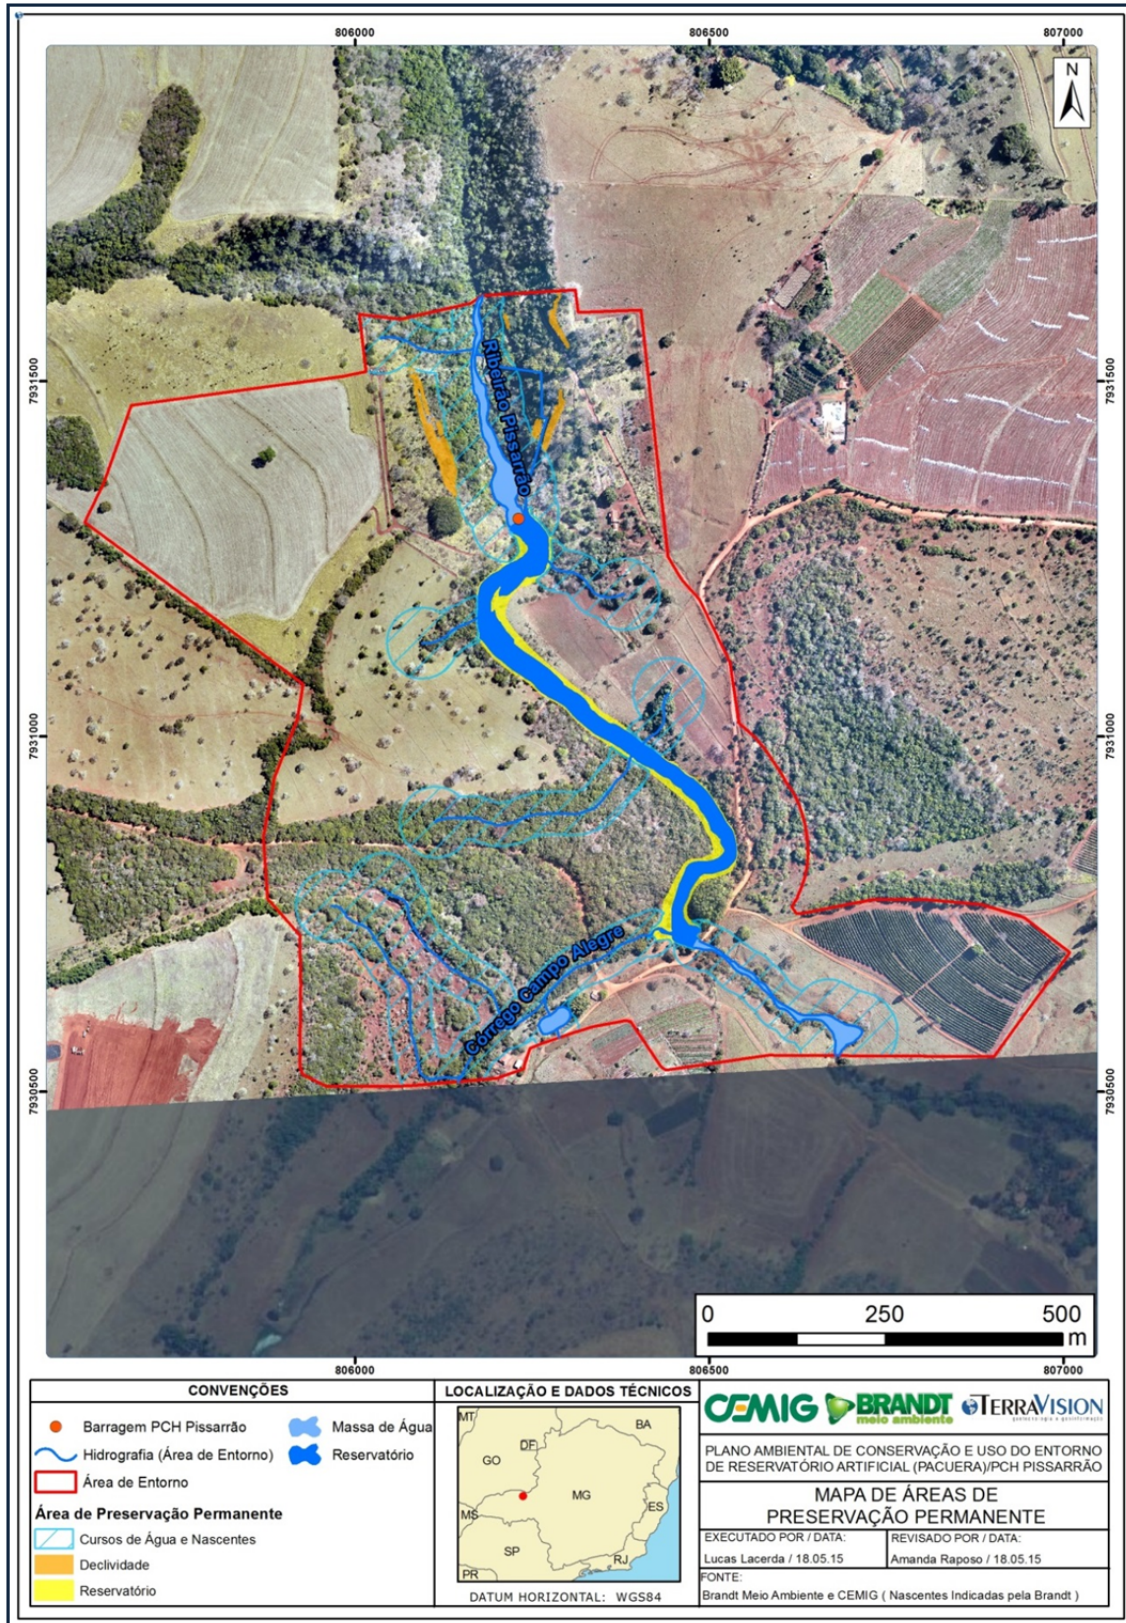 806000
806500
807000
N
7931500
7931500
Ribeirão Pissarrão
7931000
7931000
Córrego Campo Alegre
7930500
7930500
0
250
500
m
806000
806500
807000
CONVENÇÕES
Barragem PCH Pissarrão
Massa de Água
Hidrografia (Área de Entorno)
Reservatório
Área de Entorno
Área de Preservação Permanente
Cursos de Água e Nascentes
Declividade
Reservatório
LOCALIZAÇÃO E DADOS TÉCNICOS
MT
BA
DF
GO
MG
MS
ES
SP
RJ
PR
DATUM HORIZONTAL: WGS84
CEMIG
BRANDT
meio ambiente
TERRAVISION
PLANO AMBIENTAL DE CONSERVAÇÃO E USO DO ENTORNO
DE RESERVATÓRIO ARTIFICIAL (PACUERA)/PCH PISSARRÃO
MAPA DE ÁREAS DE
PRESERVAÇÃO PERMANENTE
EXECUTADO POR / DATA:
Lucas Lacerda / 18.05.15
REVISADO POR / DATA:
Amanda Raposo / 18.05.15
FONTE:
Brandt Meio Ambiente e CEMIG ( Nascentes Indicadas pela Brandt )